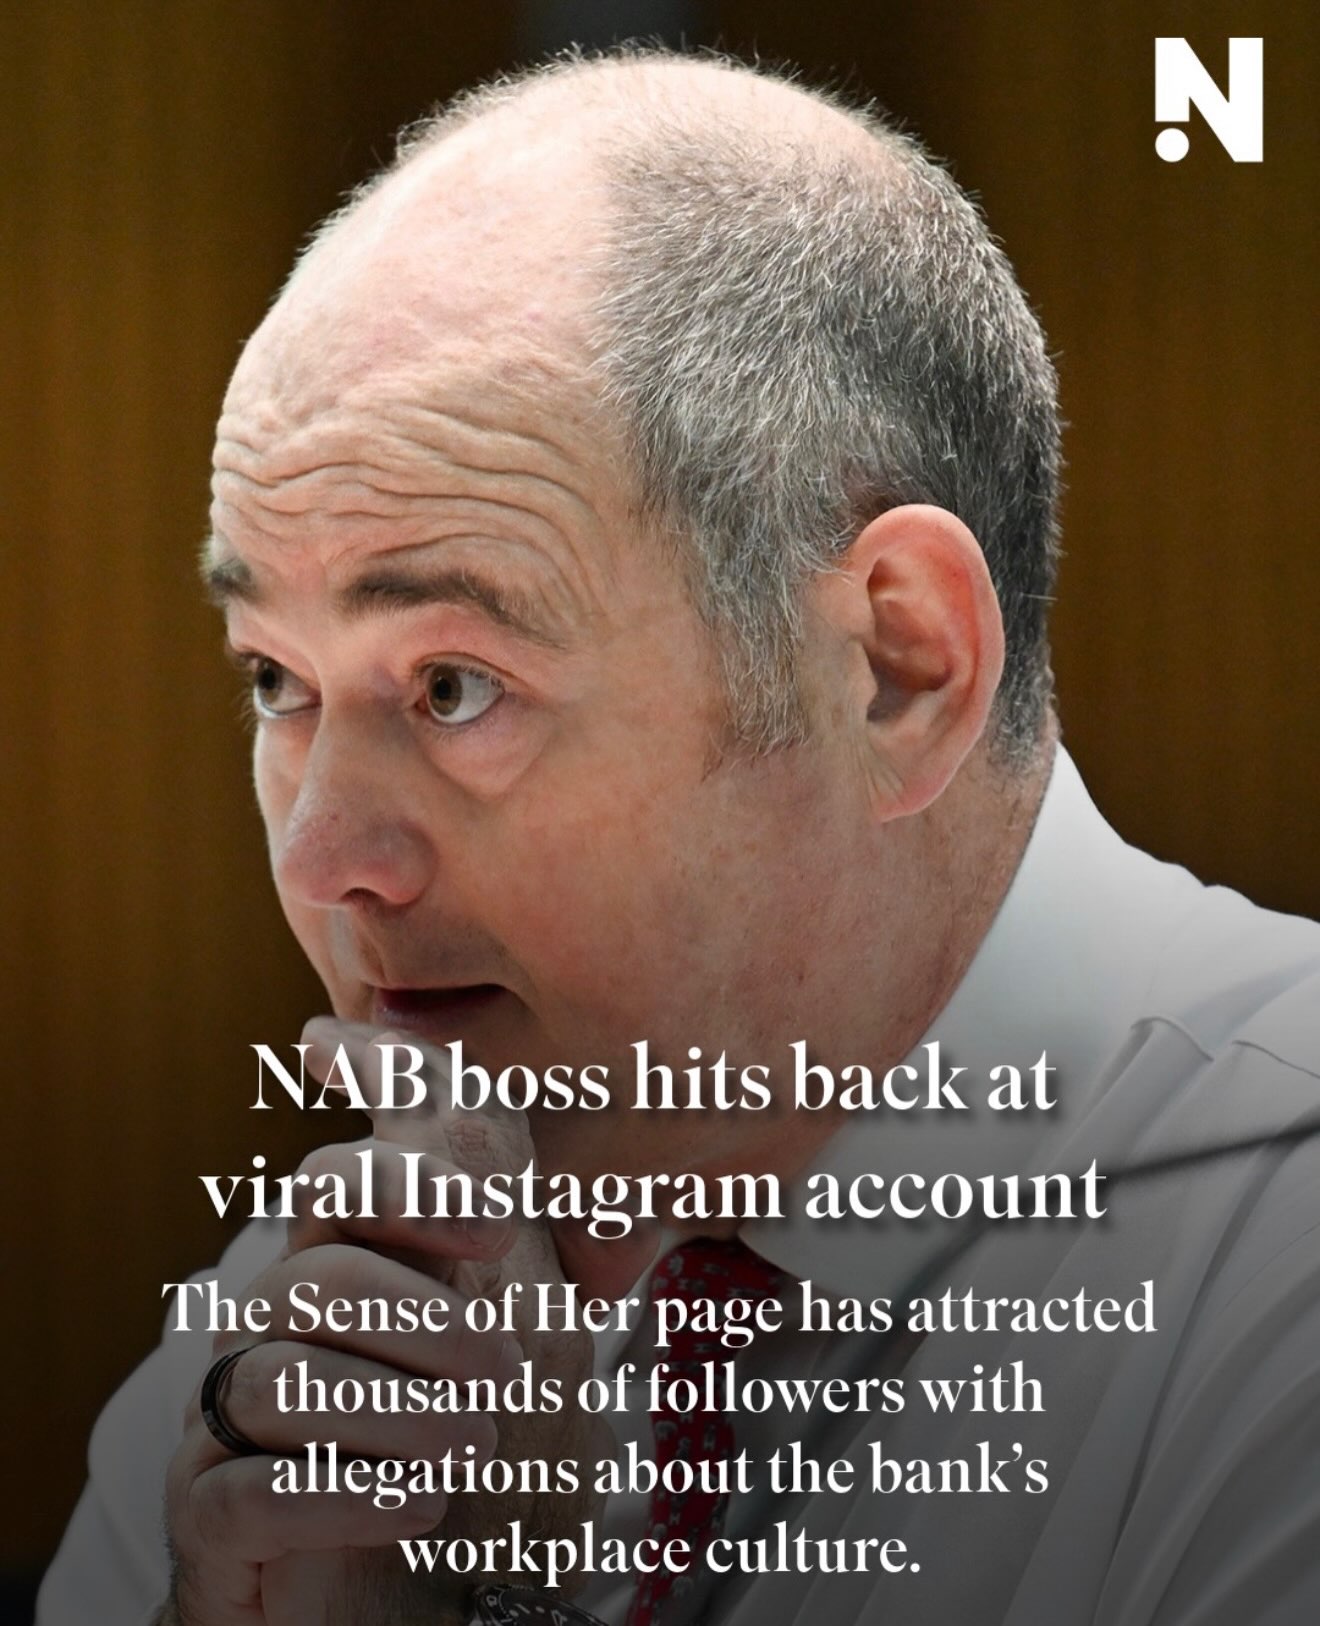 N
NAB boss hits back at
viral Instagram account
The Sense of Her page has attracted
thousands of followers with
allegations about the bank’s
workplace culture.